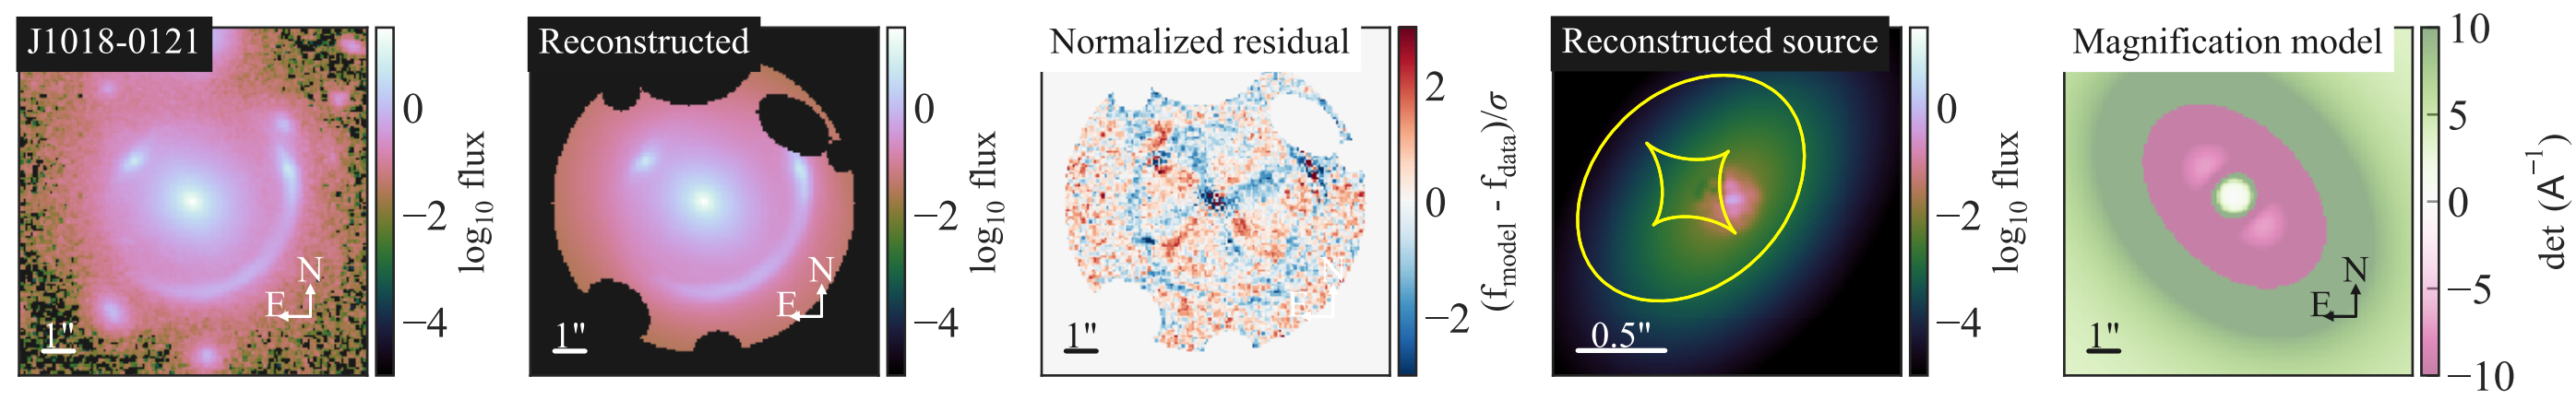 J1018-0121
0
−2
−4
log10 flux
N
E
1"
Reconstructed
0
−2
−4
log10 flux
N
E
1"
Normalized residual
2
0
−2
(fmodel - fdata)/σ
N
E
1"
Reconstructed source
0
−2
−4
log10 flux
0.5"
Magnification model
10
5
0
−5
−10
det (A−1)
N
E
1"